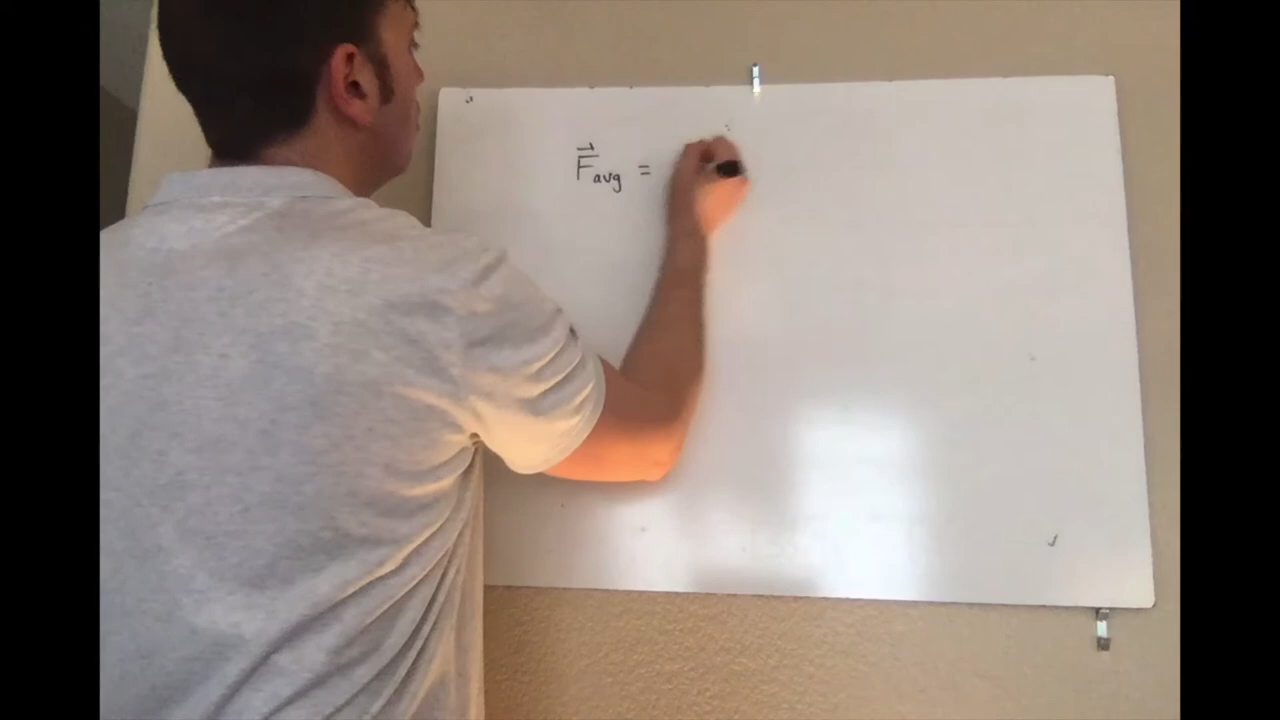 F⃗avg =